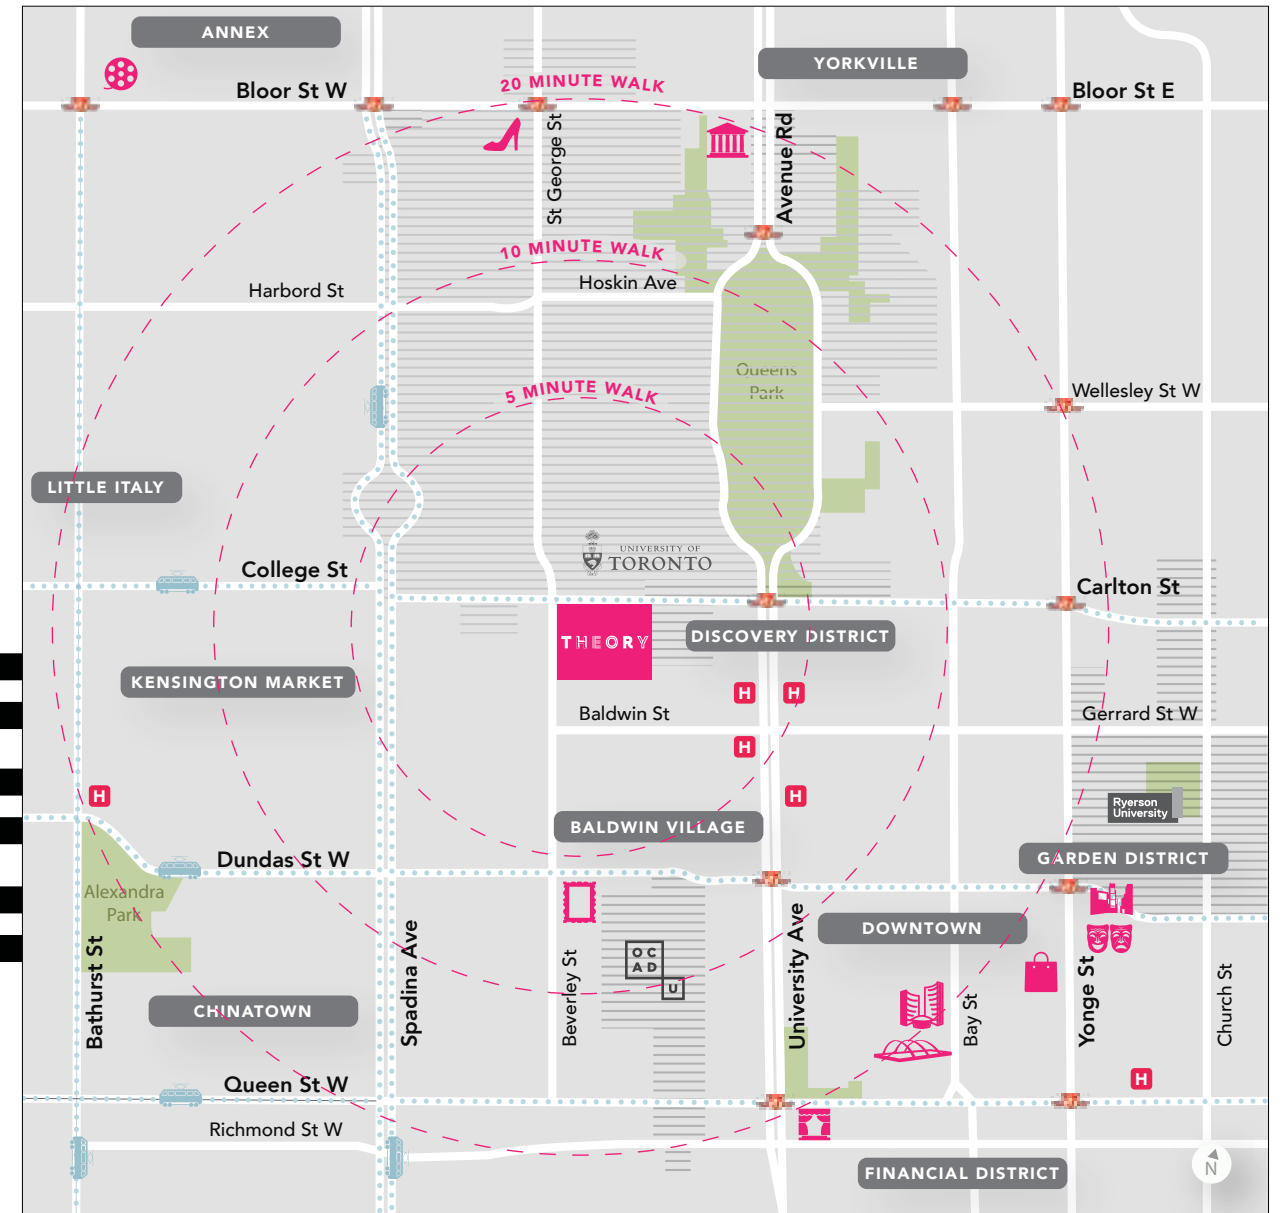 ANNEX
YORKVILLE
20 MINUTE WALK
Bloor St W
Bloor St E
St George St
Avenue Rd
10 MINUTE WALK
Harbord St
Hoskin Ave
Queens
Park
5 MINUTE WALK
Wellesley St W
LITTLE ITALY
UNIVERSITY OF
TORONTO
College St
Carlton St
THEORY
DISCOVERY DISTRICT
KENSINGTON MARKET
H
H
Baldwin St
Gerrard St W
H
H
H
Ryerson
University
BALDWIN VILLAGE
Dundas St W
GARDEN DISTRICT
Alexandra
Park
DOWNTOWN
OC
AD
U
Bathurst St
Spadina Ave
Beverley St
University Ave
Bay St
Yonge St
Church St
CHINATOWN
Queen St W
H
Richmond St W
FINANCIAL DISTRICT
N